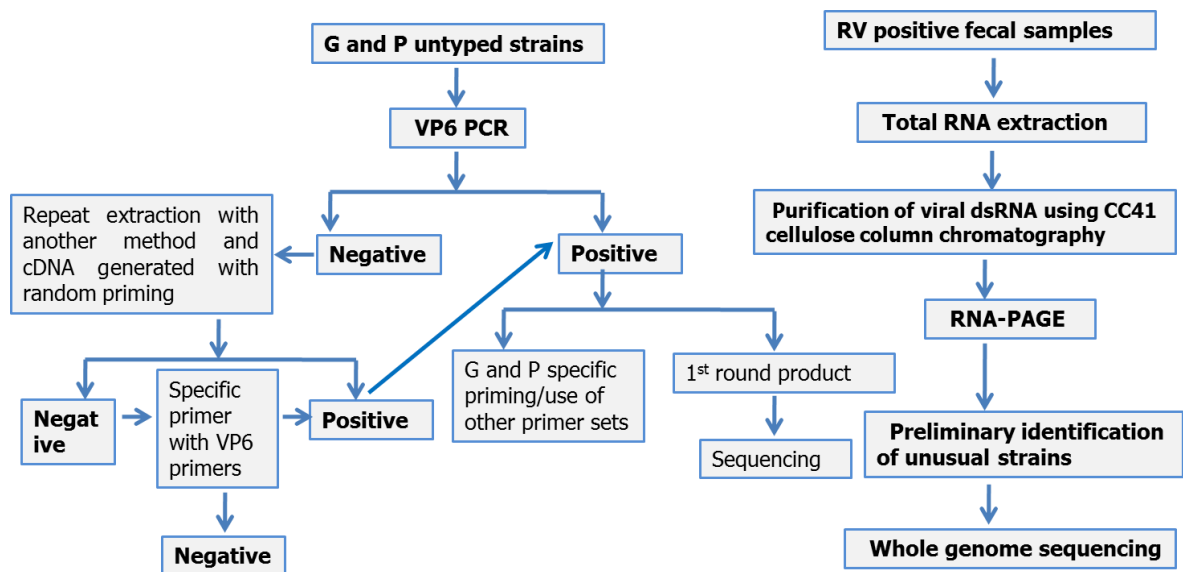 G and P untyped strains
VP6 PCR
Negative
Positive
Repeat extraction with
another method and
cDNA generated with
random priming
Negat
ive
Specific
primer
with VP6
primers
Positive
Negative
G and P specific
priming/use of
other primer sets
1st round product
Sequencing
RV positive fecal samples
Total RNA extraction
Purification of viral dsRNA using CC41
cellulose column chromatography
RNA-PAGE
Preliminary identification
of unusual strains
Whole genome sequencing